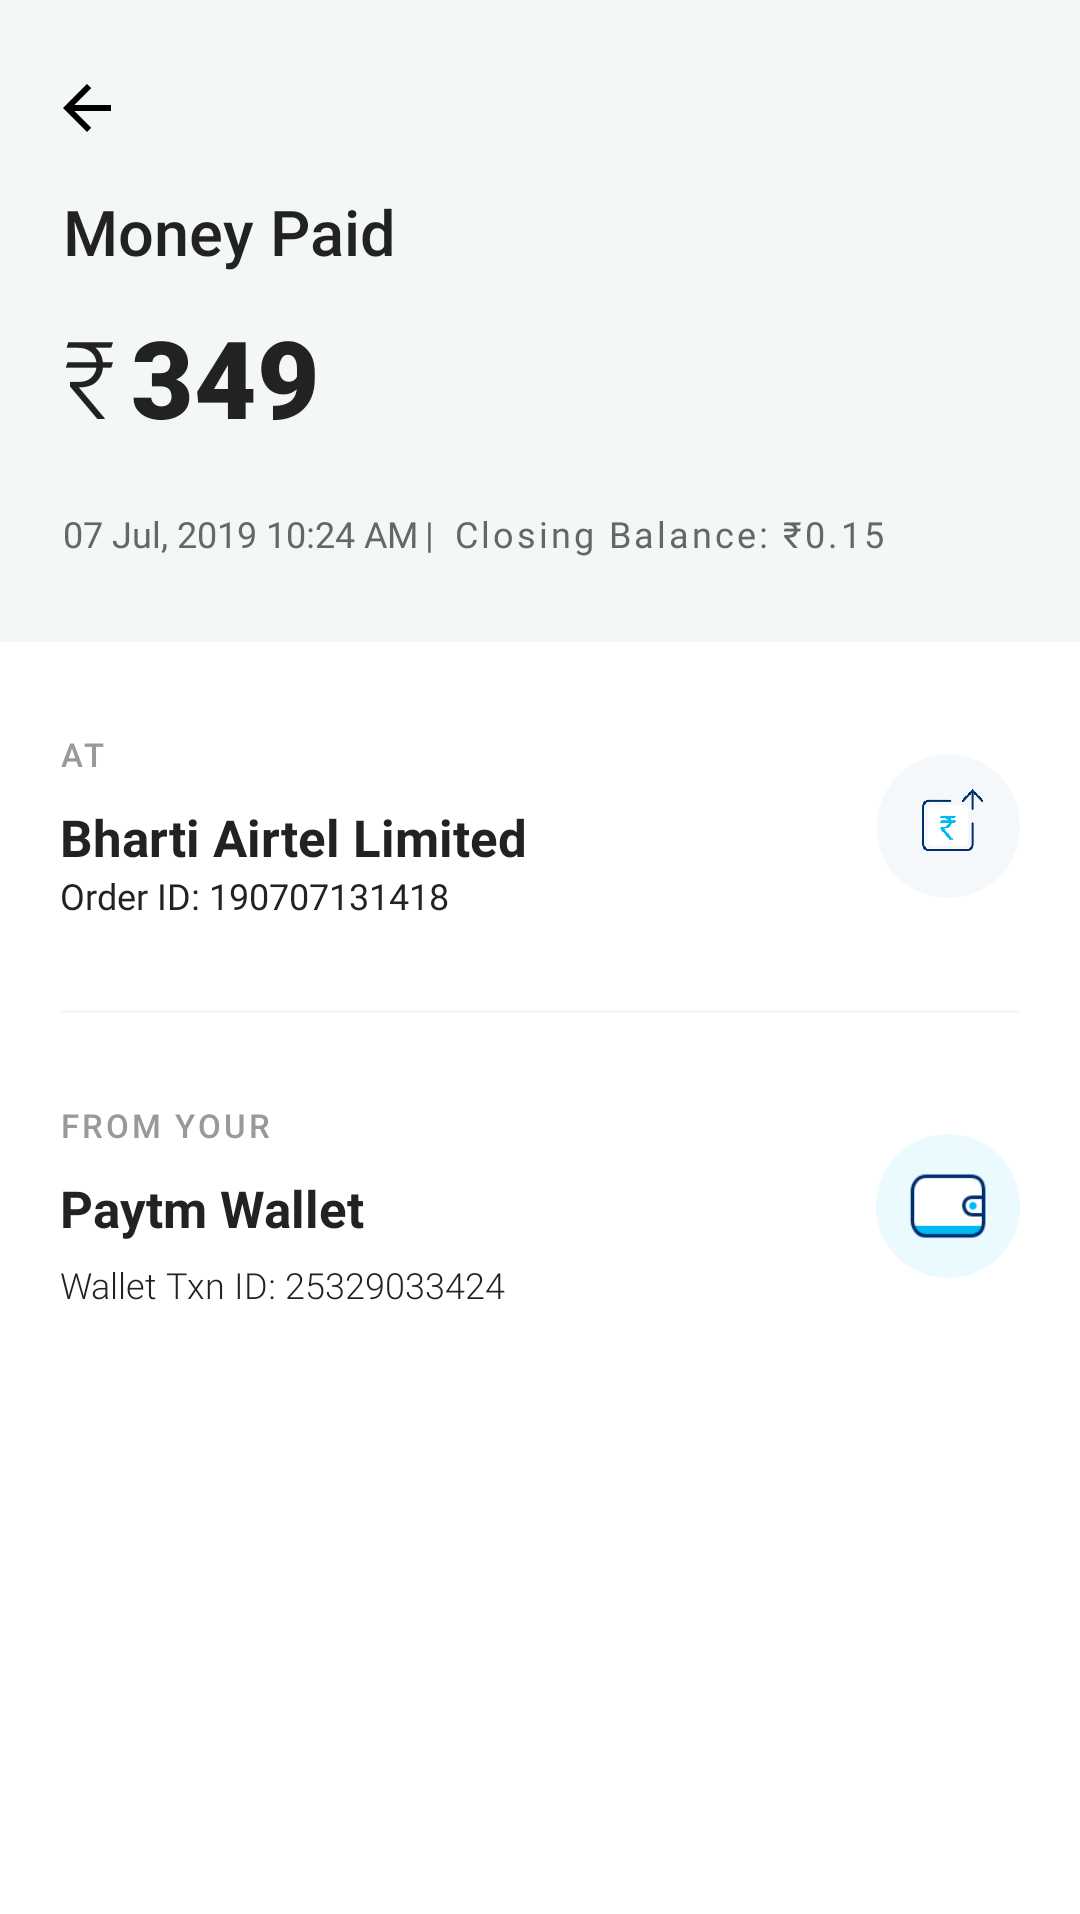 Money Paid
₹ 349
07 Jul, 2019 10:24 AM | Closing Balance: ₹0.15
AT
Bharti Airtel Limited
Order ID: 190707131418
₹
FROM YOUR
Paytm Wallet
Wallet Txn ID: 25329033424